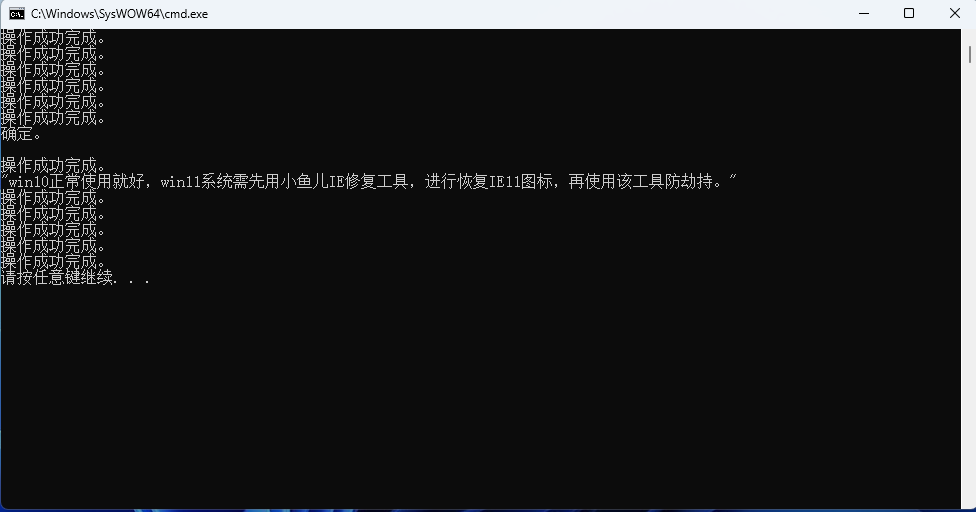 C:\Windows\SysWOW64\cmd.exe
操作成功完成。
操作成功完成。
操作成功完成。
操作成功完成。
操作成功完成。
操作成功完成。
确定。
操作成功完成。
"win10正常使用就好，win11系统需先用小鱼儿IE修复工具，进行恢复IE11图标，再使用该工具防劫持。"
操作成功完成。
操作成功完成。
操作成功完成。
操作成功完成。
操作成功完成。
请按任意键继续. . .